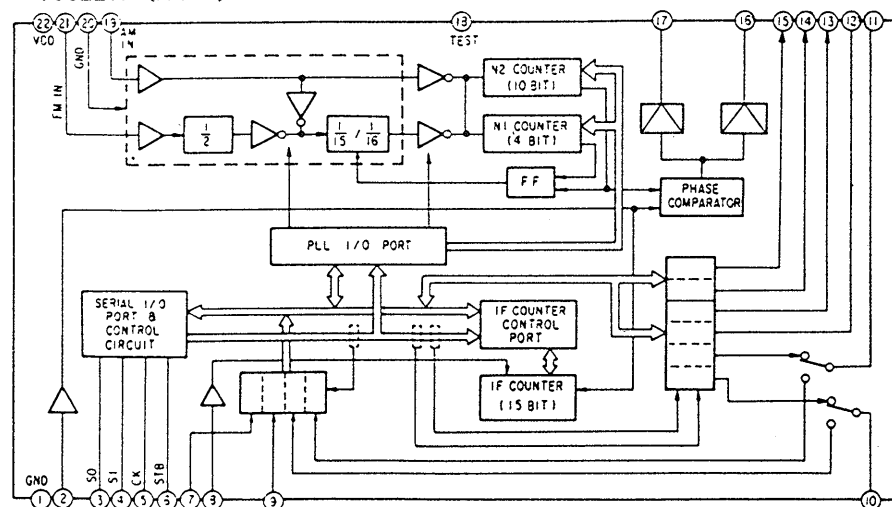 22 21 20 19 18 17 16 15 14 13 12 11
VCO
GND
AM IN
FM IN
TEST
N2 COUNTER
(10 BIT)
1/2
1/15 / 1/16
N1 COUNTER
(4 BIT)
F F
PHASE
COMPARATOR
PLL I/O PORT
SERIAL I/O
PORT &
CONTROL
CIRCUIT
IF COUNTER
CONTROL
PORT
IF COUNTER
(15 BIT)
GND
SO
SI
CK
STB
1 2 3 4 5 6 7 8 9 10